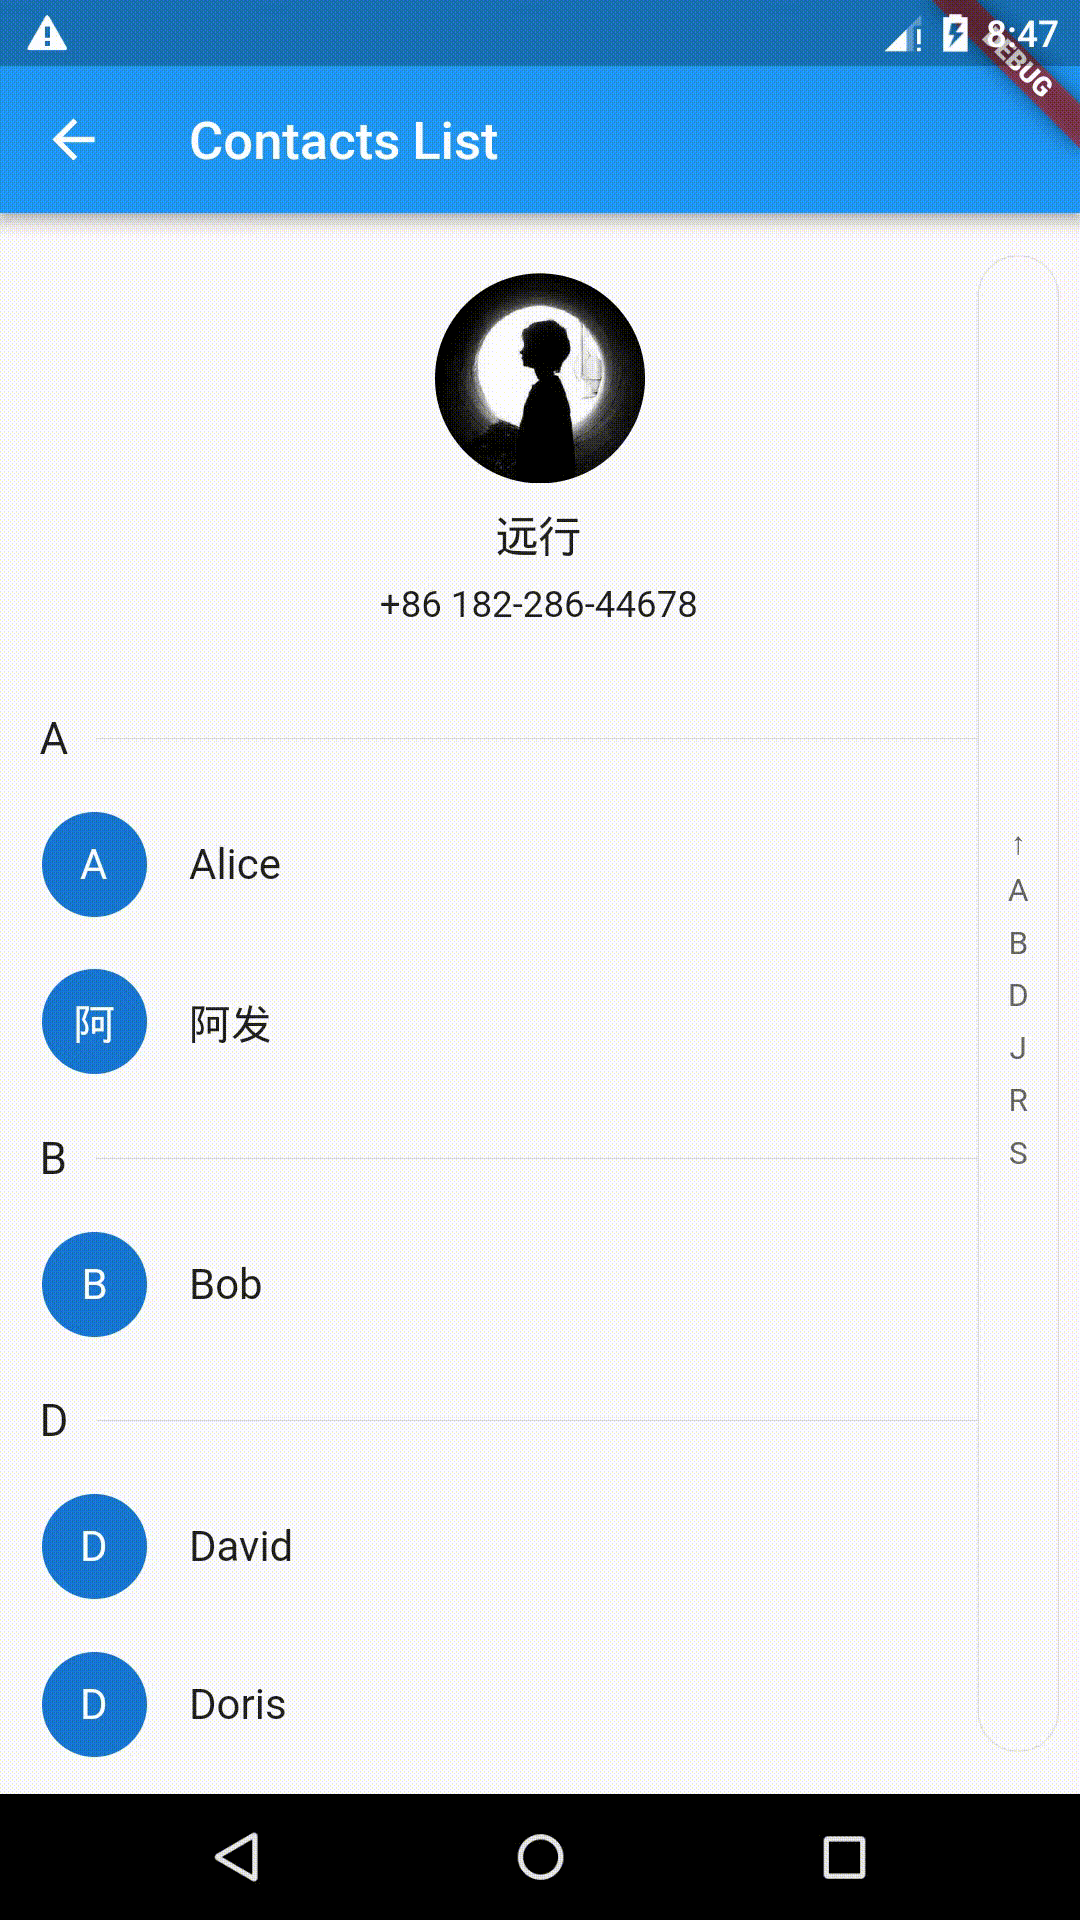 8:47
DEBUG
Contacts List
远行
+86 182-286-44678
A
A Alice
阿 阿发
B
B Bob
D
D David
D Doris
↑
A
B
D
J
R
S